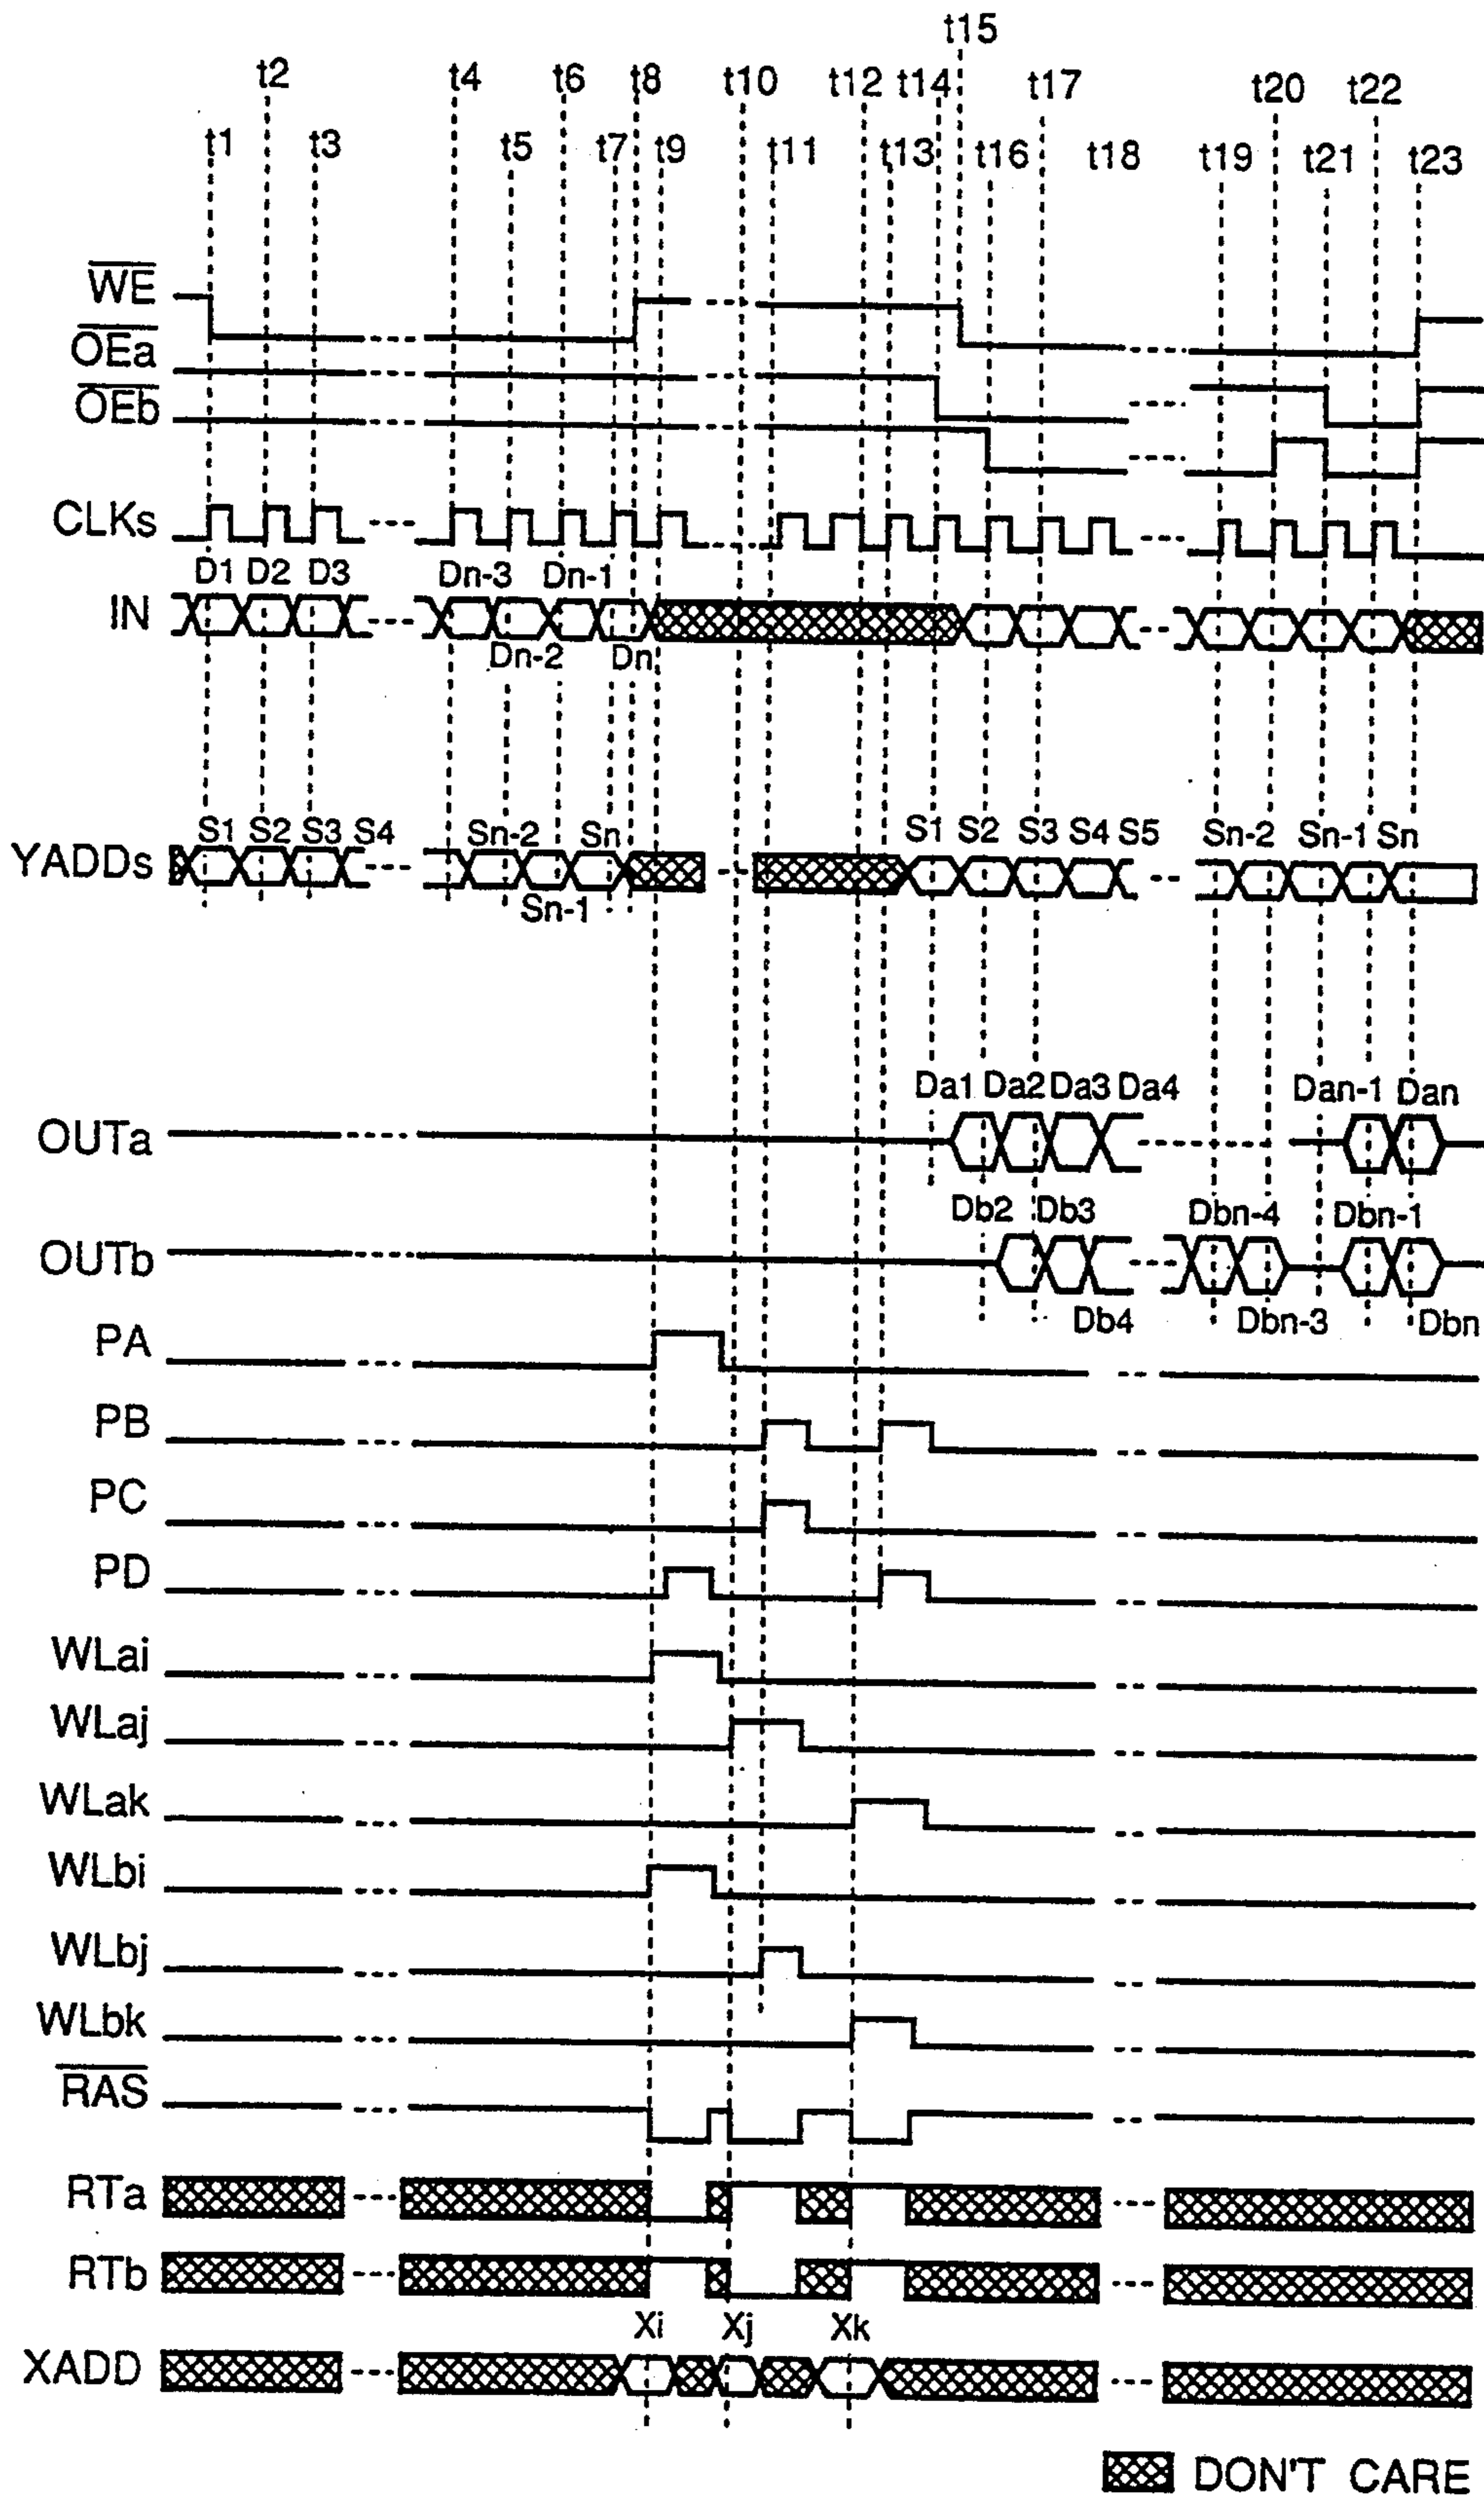 t15
t2 t4 t6 t8 t10 t12 t14 t17 t20 t22
t1 t3 t5 t7 t9 t11 t13 t16 t18 t19 t21 t23
WE
OEa
OEb
CLKs
D1 D2 D3 Dn-3 Dn-1
IN
Dn-2 Dn
S1 S2 S3 S4 Sn-2 Sn S1 S2 S3 S4 S5 Sn-2 Sn-1 Sn
YADDs
Sn-1
Da1 Da2 Da3 Da4 Dan-1 Dan
OUTa
Db2 Db3 Dbn-4 Dbn-1
OUTb
Db4 Dbn-3 Dbn
PA
PB
PC
PD
WLai
WLaj
WLak
WLbi
WLbj
WLbk
RAS
RTa
RTb
Xi Xj Xk
XADD
DON'T CARE